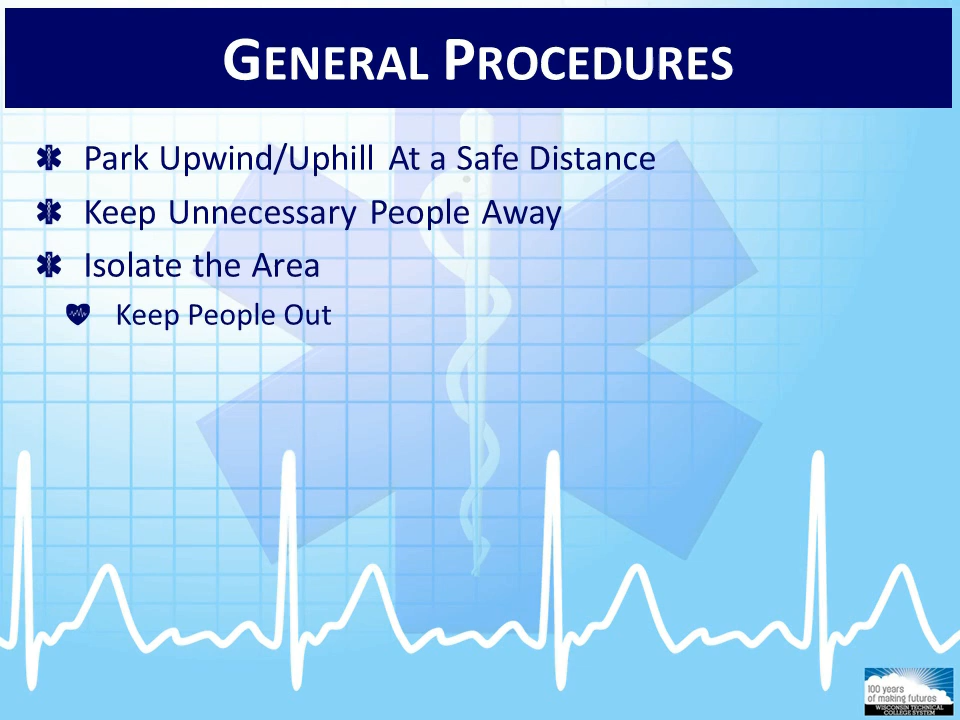 GENERAL PROCEDURES
Park Upwind/Uphill At a Safe Distance
Keep Unnecessary People Away
Isolate the Area
Keep People Out
100 years
of making futures
WISCONSIN TECHNICAL
COLLEGE SYSTEM